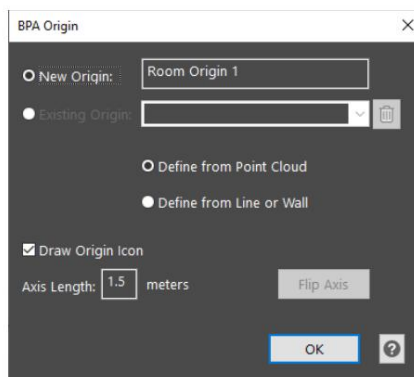 BPA Origin
New Origin: Room Origin 1
Existing Origin:
Define from Point Cloud
Define from Line or Wall
Draw Origin Icon
Axis Length: 1.5 meters Flip Axis
OK ?